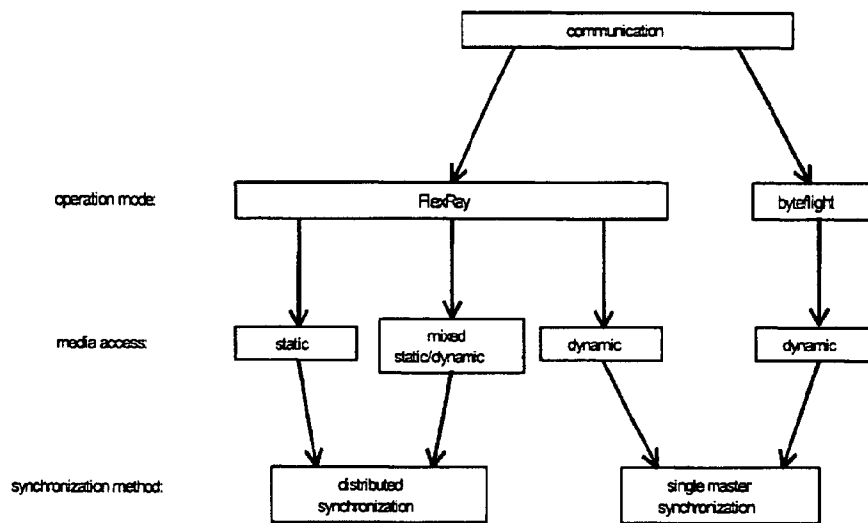 communication
operation mode:
FlexRay
byteflight
media access:
static
mixed
static/dynamic
dynamic
dynamic
synchronization method:
distributed
synchronization
single master
synchronization